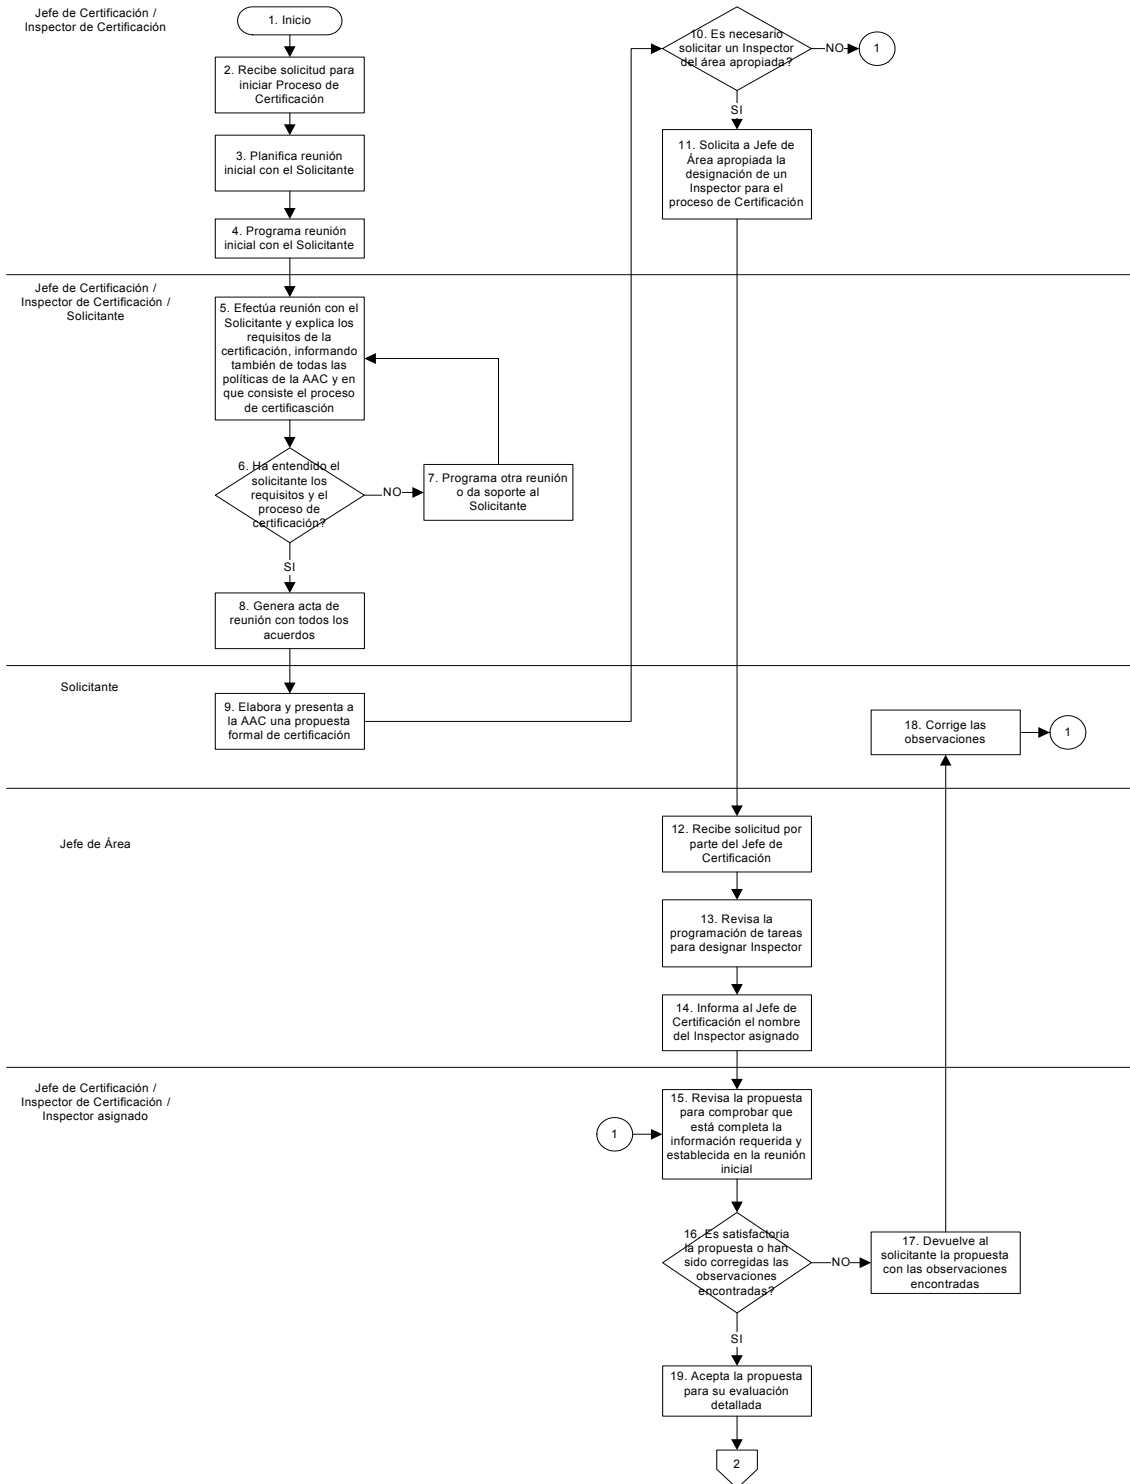 Jefe de Certificación /
Inspector de Certificación
1. Inicio
2. Recibe solicitud para
iniciar Proceso de
Certificación
3. Planifica reunión
inicial con el Solicitante
4. Programa reunión
inicial con el Solicitante
10. Es necesario
solicitar un Inspector
del área apropiada?
NO
1
SI
11. Solicita a Jefe de
Área apropiada la
designación de un
Inspector para el
proceso de Certificación
Jefe de Certificación /
Inspector de Certificación /
Solicitante
5. Efectúa reunión con el
Solicitante y explica los
requisitos de la
certificación, informando
también de todas las
políticas de la AAC y en
que consiste el proceso
de certificasción
6. Ha entendido el
solicitante los
requisitos y el
proceso de
certificación?
NO
7. Programa otra reunión
o da soporte al
Solicitante
SI
8. Genera acta de
reunión con todos los
acuerdos
Solicitante
9. Elabora y presenta a
la AAC una propuesta
formal de certificación
18. Corrige las
observaciones
1
Jefe de Área
12. Recibe solicitud por
parte del Jefe de
Certificación
13. Revisa la
programación de tareas
para designar Inspector
14. Informa al Jefe de
Certificación el nombre
del Inspector asignado
Jefe de Certificación /
Inspector de Certificación /
Inspector asignado
1
15. Revisa la propuesta
para comprobar que
está completa la
información requerida y
establecida en la reunión
inicial
16. Es satisfactoria
la propuesta o han
sido corregidas las
observaciones
encontradas?
NO
17. Devuelve al
solicitante la propuesta
con las observaciones
encontradas
SI
19. Acepta la propuesta
para su evaluación
detallada
2